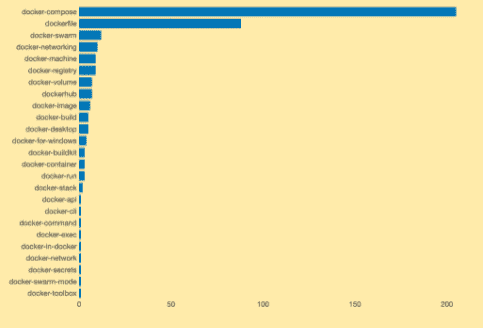 docker-compose
dockerfile
docker-swarm
docker-networking
docker-machine
docker-registry
docker-volume
dockerhub
docker-image
docker-build
docker-desktop
docker-for-windows
docker-buildkit
docker-container
docker-run
docker-stack
docker-api
docker-cli
docker-command
docker-exec
docker-in-docker
docker-network
docker-secrets
docker-swarm-mode
docker-toolbox
0 50 100 150 200